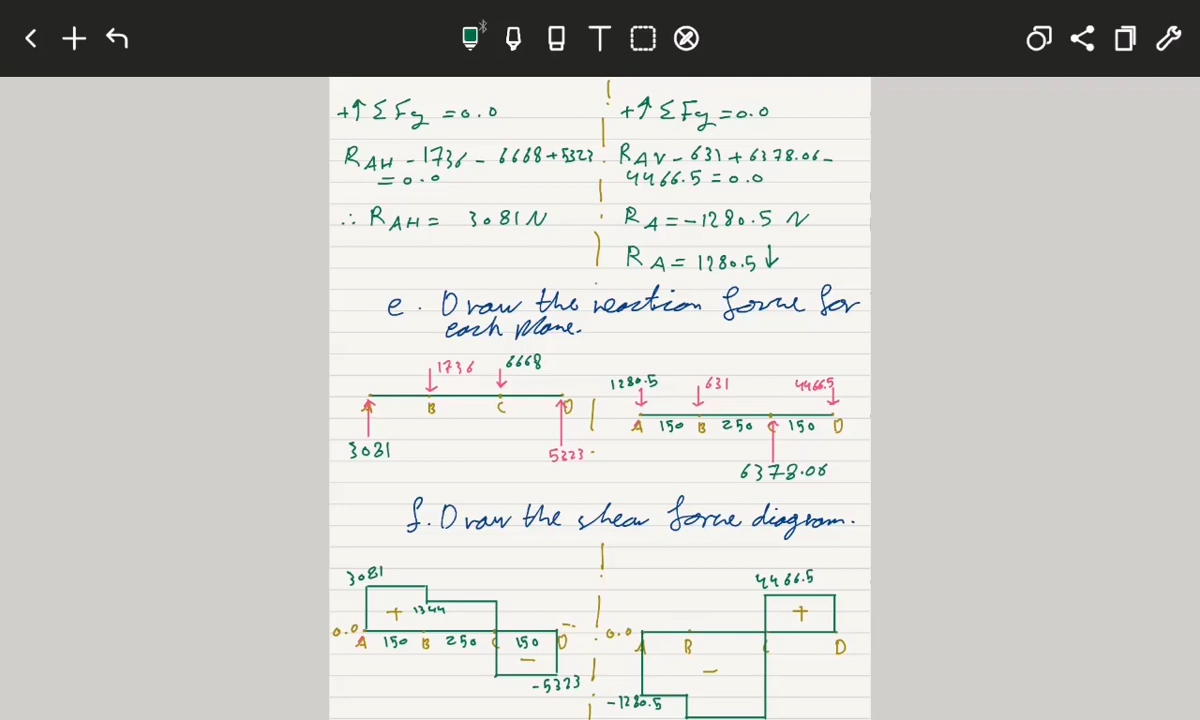 +↑ Σ Fy = 0.0
RAH - 1736 - 6668 + 5323
= 0.0
∴ RAH = 3081 N
+↑ Σ Fy = 0.0
RAV - 631 + 6378.06 -
4466.5 = 0.0
RA = -1280.5 N
RA = 1280.5 ↓
e. Draw the reaction force for
each plane.
1736 6668
A B C D
3081 5323
1280.5 631 4466.5
A 150 B 250 C 150 D
6378.06
f. Draw the shear force diagram.
3081
+ 1344
0.0
A 150 B 250 C 150 D
-
-5323
4466.5
+
0.0
A B C D
-
-1280.5